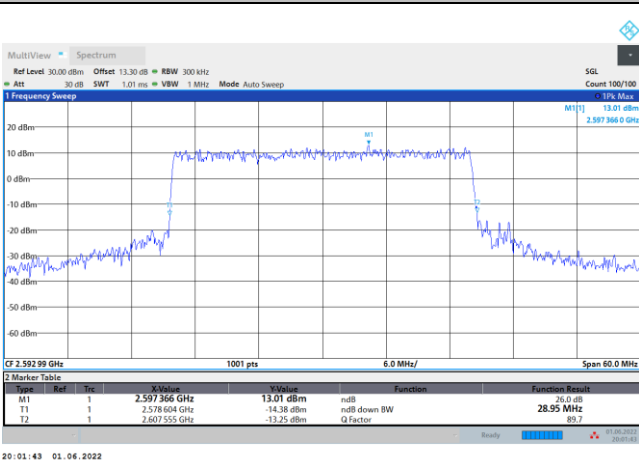 MultiView Spectrum
Ref Level 30.00 dBm Offset 13.30 dB RBW 300 kHz SGL
Att 30 dB SWT 1.01 ms VBW 1 MHz Mode Auto Sweep Count 100/100
1 Frequency Sweep 1Pk Max
M1[1] 13.01 dBm
2.597 366 0 GHz
20 dBm
M1
10 dBm
0 dBm
-10 dBm
-20 dBm
-30 dBm
-40 dBm
-50 dBm
-60 dBm
CF 2.592 99 GHz 1001 pts 6.0 MHz/ Span 60.0 MHz
2 Marker Table
Type Ref Trc X-Value Y-Value Function Function Result
M1 1 2.597 366 GHz 13.01 dBm ndB 26.0 dB
T1 1 2.578 604 GHz -14.38 dBm ndB down BW 28.95 MHz
T2 1 2.607 555 GHz -13.25 dBm Q Factor 89.7
Ready 01.06.2022
20:01:43
20:01:43 01.06.2022